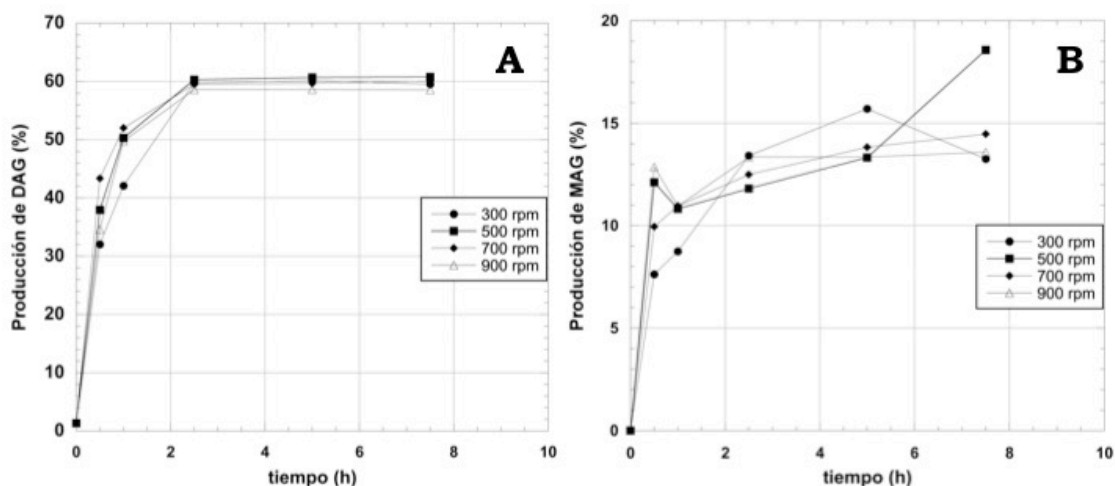 A
Producción de DAG (%)
70
60
50
40
30
20
10
0
300 rpm
500 rpm
700 rpm
900 rpm
0 2 4 6 8 10
tiempo (h)
B
Producción de MAG (%)
20
15
10
5
0
300 rpm
500 rpm
700 rpm
900 rpm
0 2 4 6 8 10
tiempo (h)